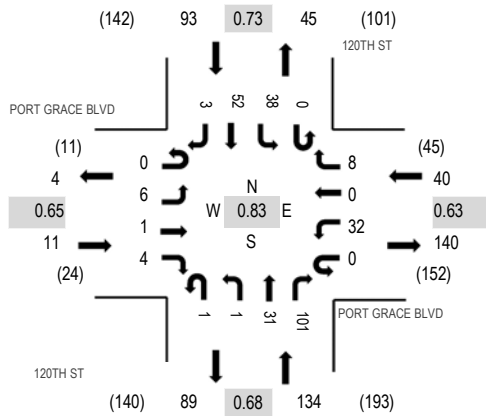 (142) 93 0.73 45 (101)
120TH ST
PORT GRACE BLVD
3 52 38 0
(11) (45)
4 0 8 40
6 N 0
0.65 W 0.83 E 0.63
1 S 32
11 140
4 0
(24) (152)
1 1 31 101
PORT GRACE BLVD
120TH ST
(140) 89 0.68 134 (193)